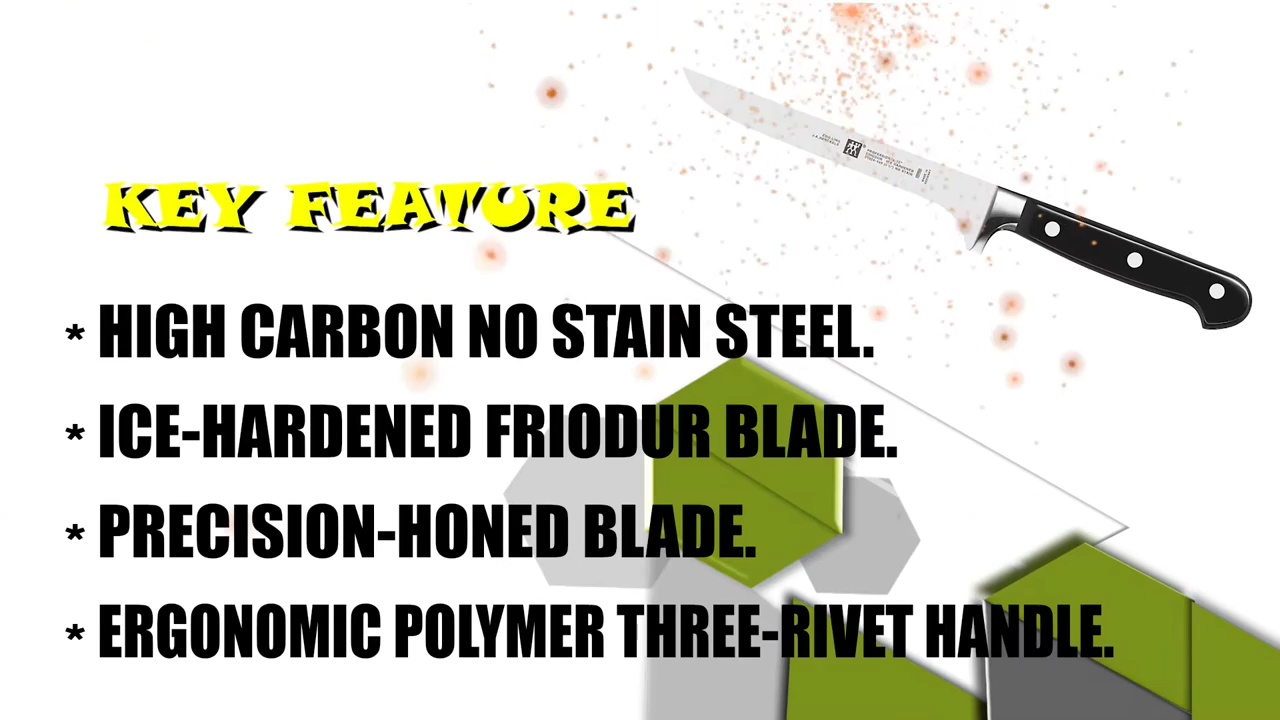 KEY FEATURE
* HIGH CARBON NO STAIN STEEL.
* ICE-HARDENED FRIODUR BLADE.
* PRECISION-HONED BLADE.
* ERGONOMIC POLYMER THREE-RIVET HANDLE.